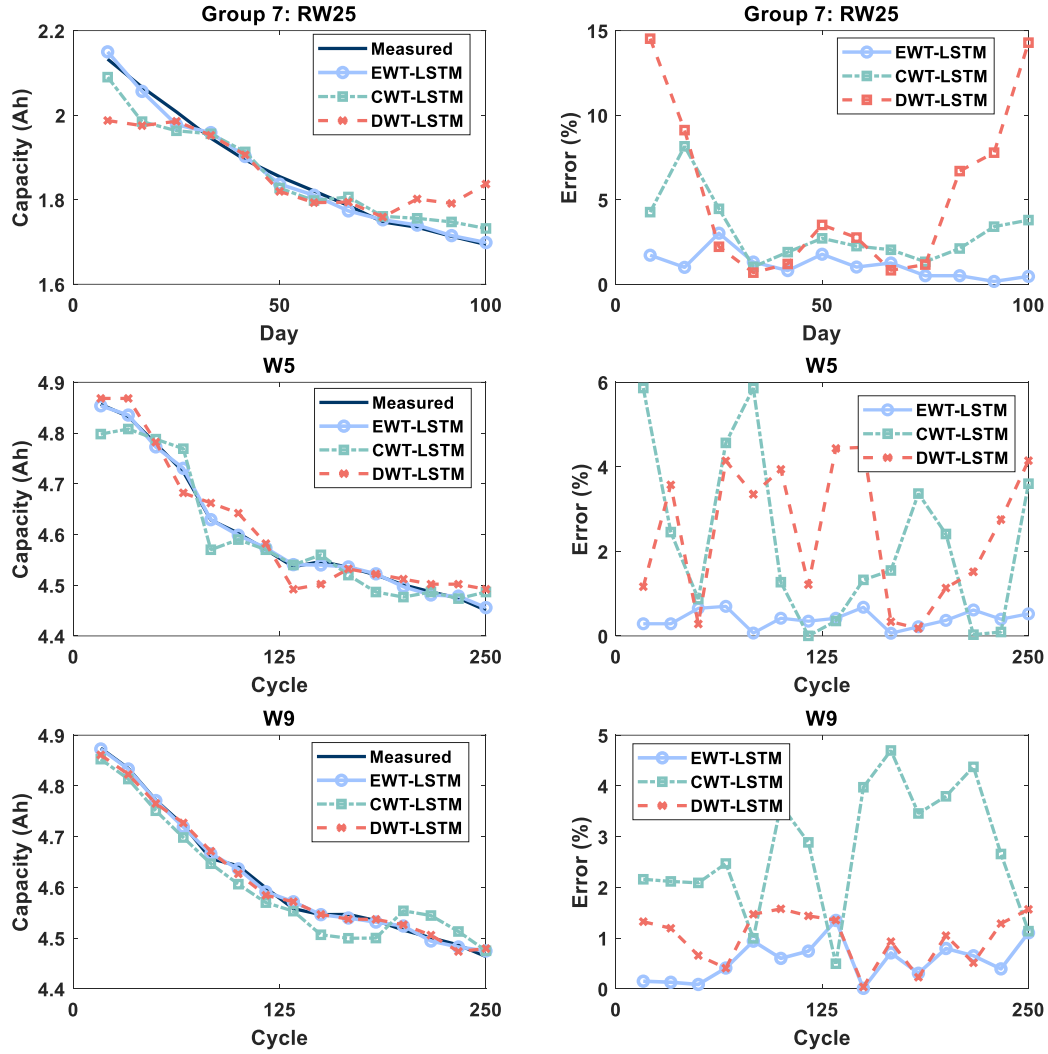 Group 7: RW25
2.2
2
1.8
1.6
Capacity (Ah)
Measured
EWT-LSTM
CWT-LSTM
DWT-LSTM
0
50
100
Day
Group 7: RW25
15
10
5
0
Error (%)
EWT-LSTM
CWT-LSTM
DWT-LSTM
0
50
100
Day
W5
4.9
4.8
4.7
4.6
4.5
4.4
Capacity (Ah)
Measured
EWT-LSTM
CWT-LSTM
DWT-LSTM
0
125
250
Cycle
W5
6
4
2
0
Error (%)
EWT-LSTM
CWT-LSTM
DWT-LSTM
0
125
250
Cycle
W9
4.9
4.8
4.7
4.6
4.5
4.4
Capacity (Ah)
Measured
EWT-LSTM
CWT-LSTM
DWT-LSTM
0
125
250
Cycle
W9
5
4
3
2
1
0
Error (%)
EWT-LSTM
CWT-LSTM
DWT-LSTM
0
125
250
Cycle